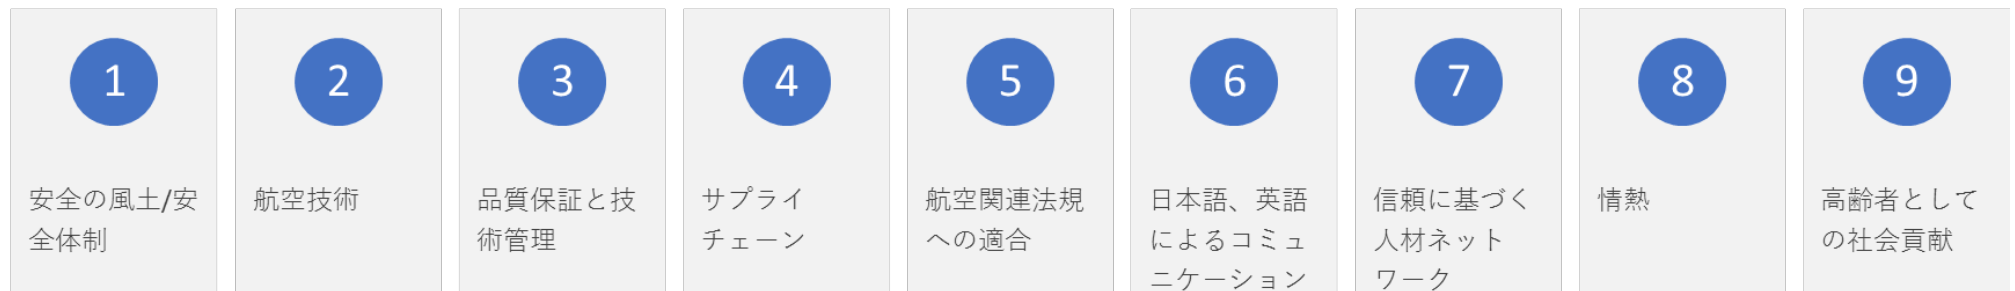 1
安全の風土/安
全体制
2
航空技術
3
品質保証と技
術管理
4
サプライ
チェーン
5
航空関連法規
への適合
6
日本語、英語
によるコミュ
ニケーション
7
信頼に基づく
人材ネット
ワーク
8
情熱
9
高齢者として
の社会貢献